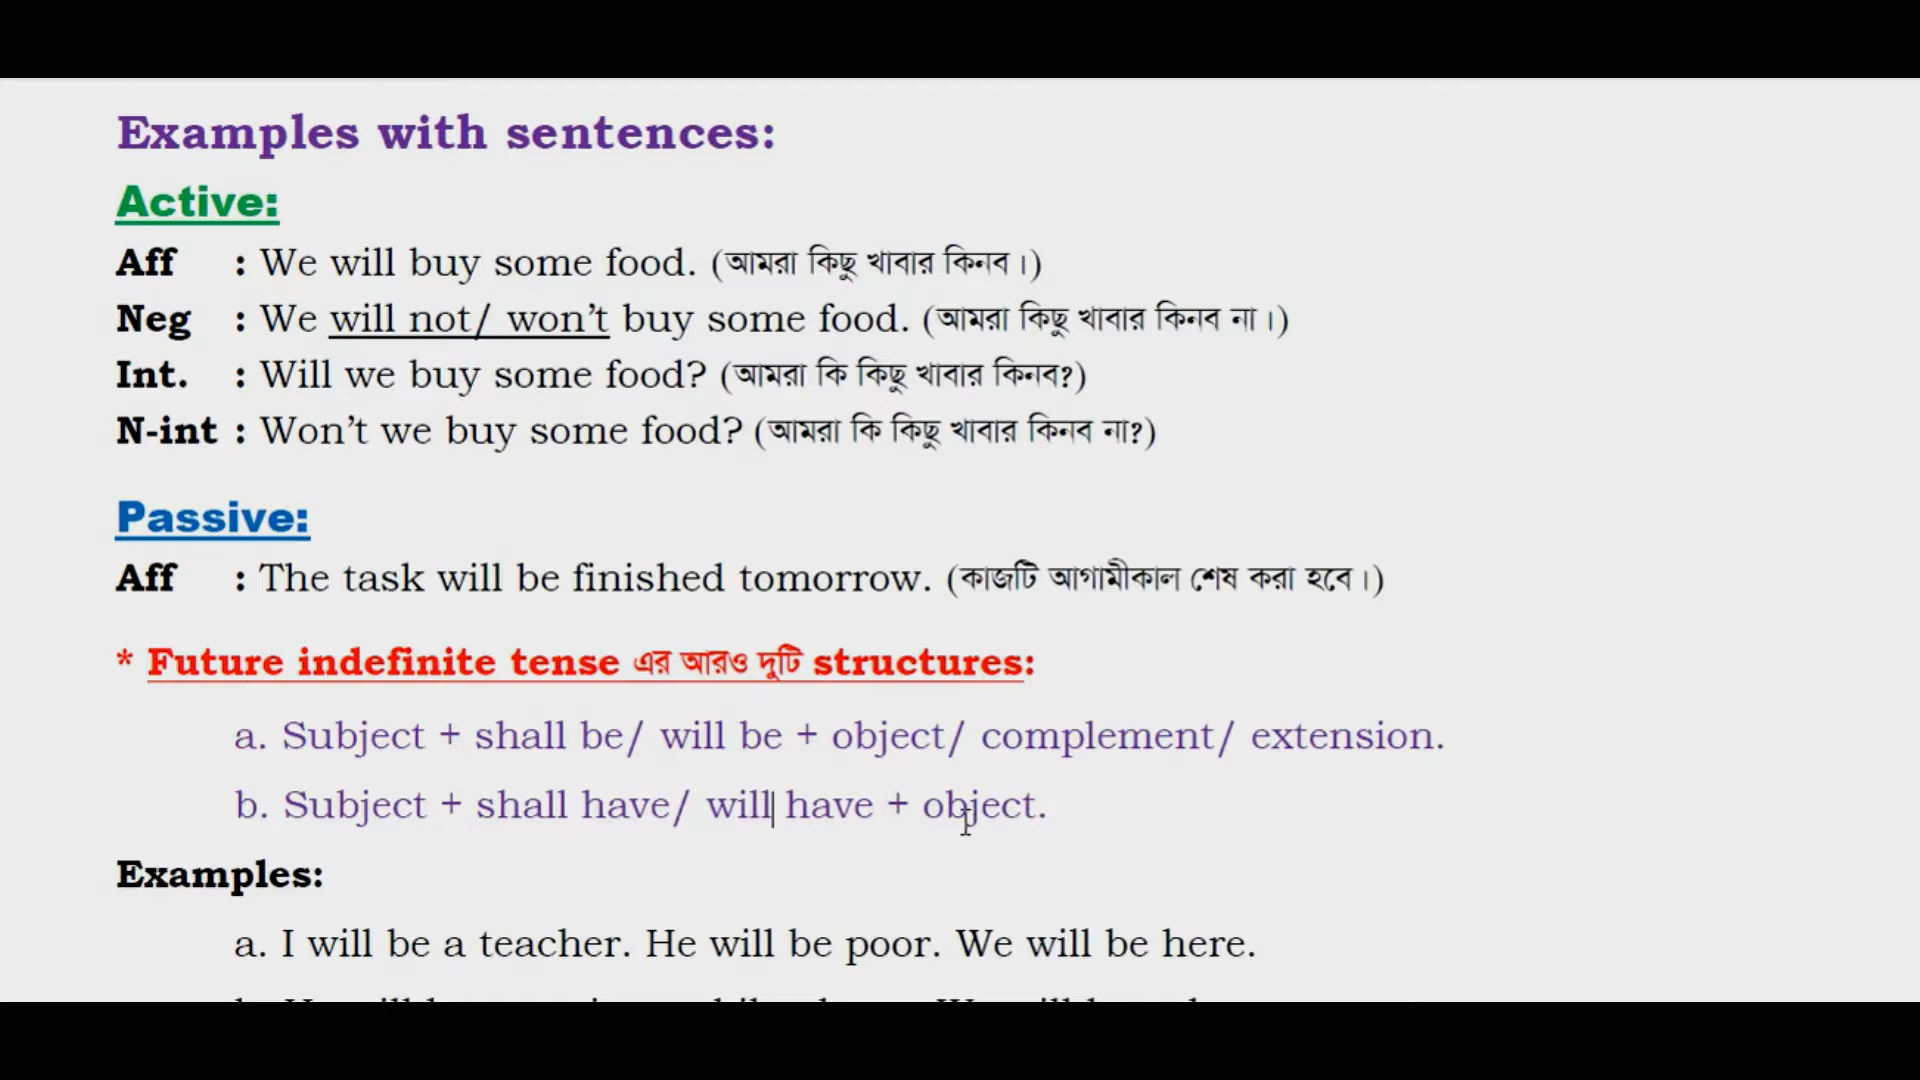 Examples with sentences:
Active:
Aff : We will buy some food. (আমরা কিছু খাবার কিনব।)
Neg : We will not/ won't buy some food. (আমরা কিছু খাবার কিনব না।)
Int. : Will we buy some food? (আমরা কি কিছু খাবার কিনব?)
N-int : Won't we buy some food? (আমরা কি কিছু খাবার কিনব না?)
Passive:
Aff : The task will be finished tomorrow. (কাজটি আগামীকাল শেষ করা হবে।)
* Future indefinite tense এর আরও দুটি structures:
a. Subject + shall be/ will be + object/ complement/ extension.
b. Subject + shall have/ will have + object.
Examples:
a. I will be a teacher. He will be poor. We will be here.